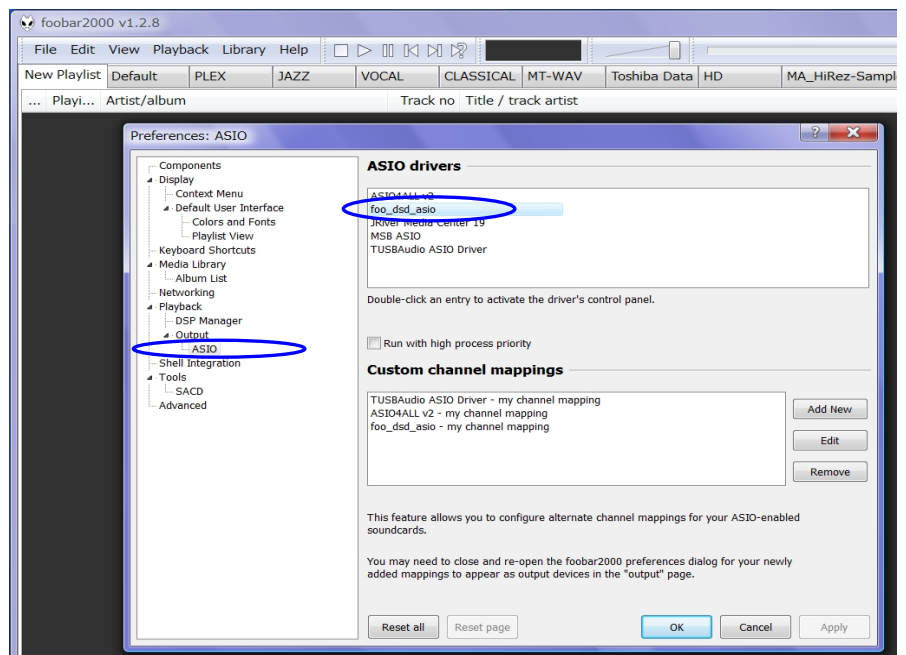 foobar2000 v1.2.8
File Edit View Playback Library Help
New Playlist Default PLEX JAZZ VOCAL CLASSICAL MT-WAV Toshiba Data HD MA_HiRez-Sampl
... Playi... Artist/album Track no Title / track artist
Preferences: ASIO
Components
Display
Context Menu
Default User Interface
Colors and Fonts
Playlist View
Keyboard Shortcuts
Media Library
Album List
Networking
Playback
DSP Manager
Output
ASIO
Shell Integration
Tools
SACD
Advanced
ASIO drivers
ASIO4ALL v2
foo_dsd_asio
JRiver Media Center 19
MSB ASIO
TUSBAudio ASIO Driver
Double-click an entry to activate the driver's control panel.
Run with high process priority
Custom channel mappings
TUSBAudio ASIO Driver - my channel mapping
ASIO4ALL v2 - my channel mapping
foo_dsd_asio - my channel mapping
Add New
Edit
Remove
This feature allows you to configure alternate channel mappings for your ASIO-enabled
soundcards.
You may need to close and re-open the foobar2000 preferences dialog for your newly
added mappings to appear as output devices in the "output" page.
Reset all Reset page OK Cancel Apply